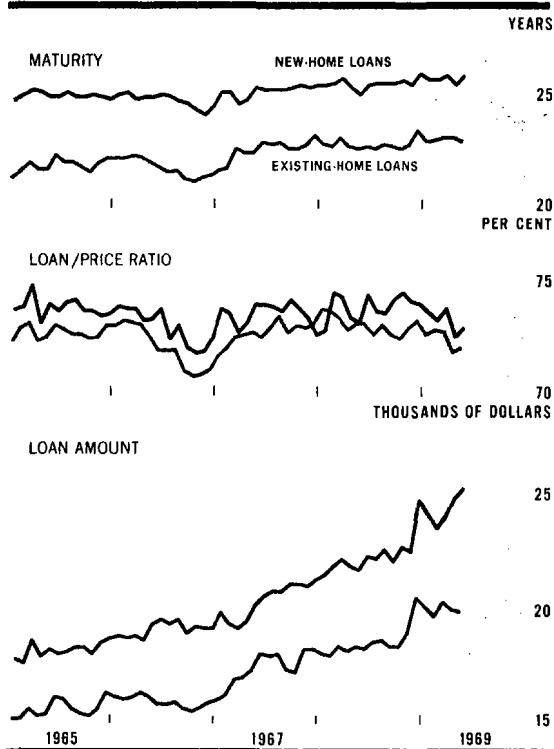 YEARS
MATURITY
NEW-HOME LOANS
25
EXISTING-HOME LOANS
20
PER CENT
LOAN/PRICE RATIO
75
70
THOUSANDS OF DOLLARS
LOAN AMOUNT
25
20
15
1965 1967 1969